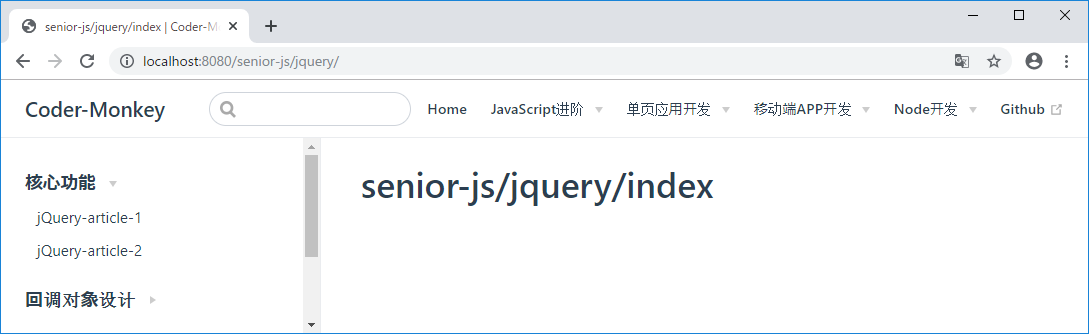 senior-js/jquery/index | Coder-M
localhost:8080/senior-js/jquery/
Coder-Monkey Home JavaScript进阶 单页应用开发 移动端APP开发 Node开发 Github
核心功能
senior-js/jquery/index
jQuery-article-1
jQuery-article-2
回调对象设计